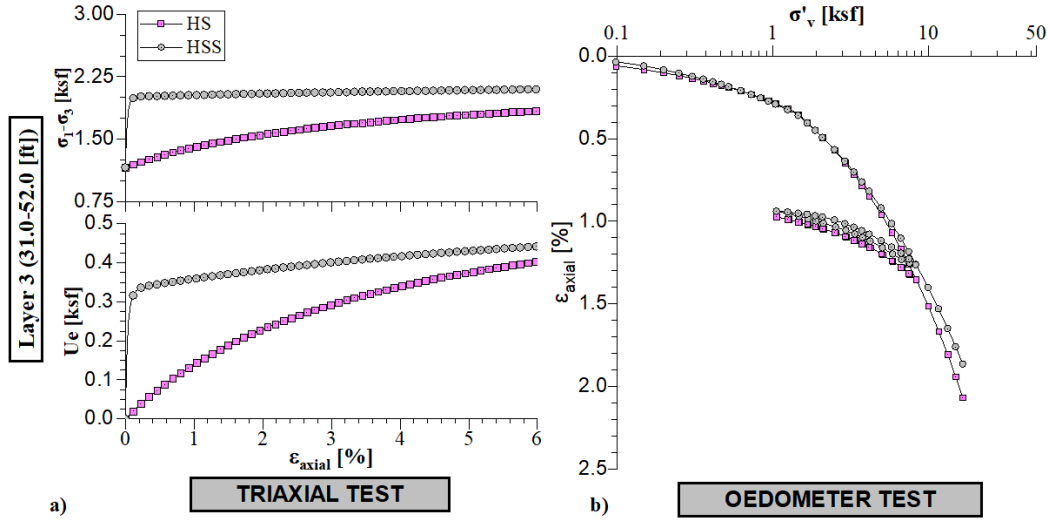 HS
HSS
3.00
2.25
1.50
0.75
σ₁-σ₃ [ksf]
Layer 3 (31.0-52.0 [ft])
0.5
0.4
0.3
0.2
0.1
0.0
Ue [ksf]
0 1 2 3 4 5 6
ε_axial [%]
a)
TRIAXIAL TEST
σ'_v [ksf]
0.1 1 10 50
0.0
0.5
1.0
1.5
2.0
2.5
ε_axial [%]
b)
OEDOMETER TEST